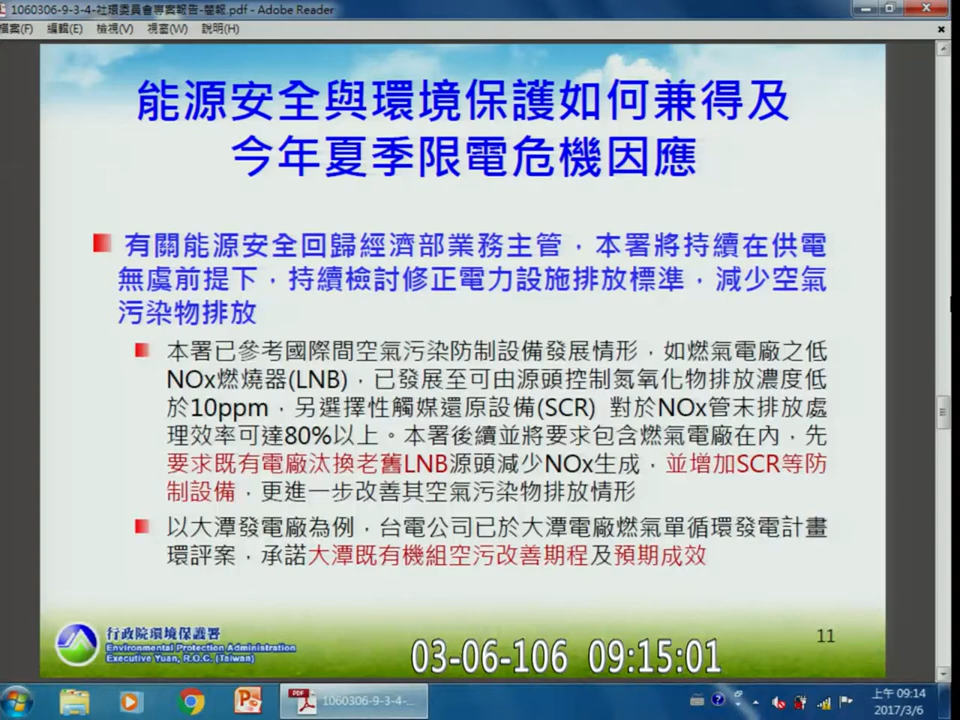 1060306-9-3-4-社環委員會專案報告-簡報.pdf - Adobe Reader
檔案(F) 編輯(E) 檢視(V) 視窗(W) 說明(H)
能源安全與環境保護如何兼得及
今年夏季限電危機因應
有關能源安全回歸經濟部業務主管，本署將持續在供電
無虞前提下，持續檢討修正電力設施排放標準，減少空氣
污染物排放
本署已參考國際間空氣污染防制設備發展情形，如燃氣電廠之低
NOx燃燒器(LNB)，已發展至可由源頭控制氮氧化物排放濃度低
於10ppm，另選擇性觸媒還原設備(SCR) 對於NOx管末排放處
理效率可達80%以上。本署後續並將要求包含燃氣電廠在內，先
要求既有電廠汰換老舊LNB源頭減少NOx生成，並增加SCR等防
制設備，更進一步改善其空氣污染物排放情形
以大潭發電廠為例，台電公司已於大潭電廠燃氣單循環發電計畫
環評案，承諾大潭既有機組空污改善期程及預期成效
行政院環境保護署
Environmental Protection Administration
Executive Yuan, R.O.C. (Taiwan)
11
03-06-106 09:15:01
1060306-9-3-4-...
上午 09:14
2017/3/6